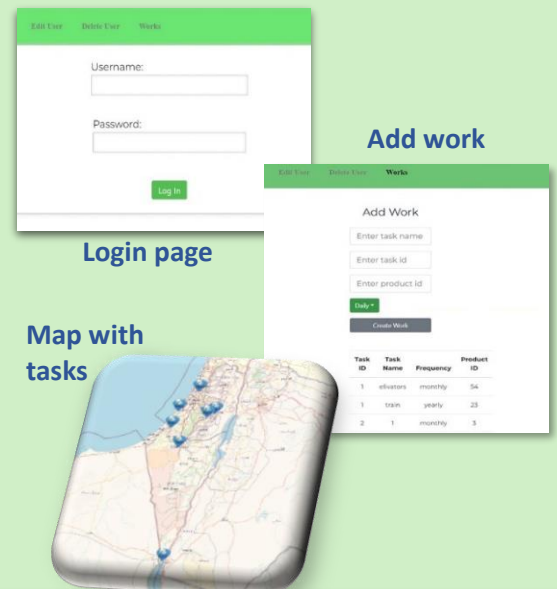 Edit User Delete User Works
Username:
Password:
Log In
Login page
Add work
Edit User Delete User Works
Add Work
Enter task name
Enter task id
Enter product id
Daily
Create Work
Task ID Task Name Frequency Product ID
1 elivators monthly 54
1 train yearly 23
2 1 monthly 3
Map with
tasks